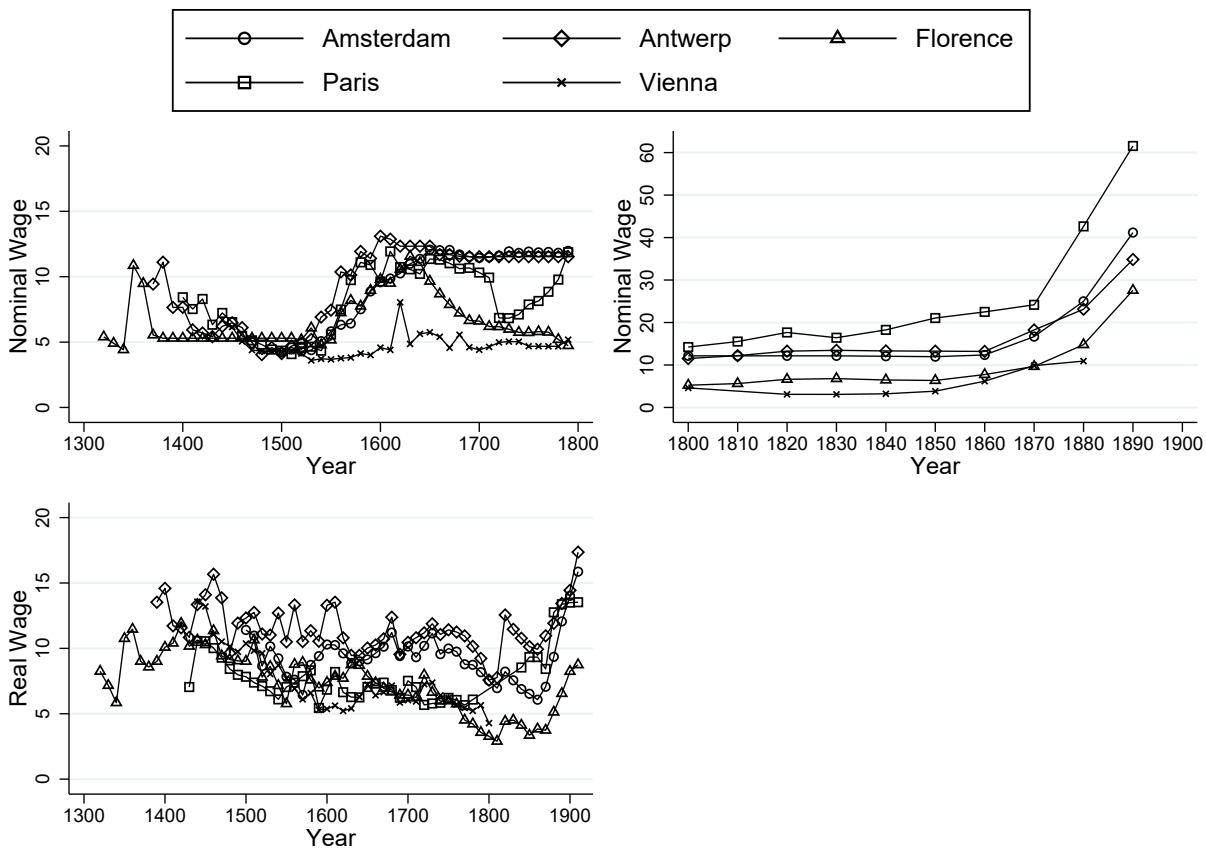 Amsterdam Antwerp Florence
Paris Vienna
Nominal Wage
20
15
10
5
0
1300 1400 1500 1600 1700 1800
Year
Nominal Wage
60
50
40
30
20
10
0
1800 1810 1820 1830 1840 1850 1860 1870 1880 1890 1900
Year
Real Wage
20
15
10
5
0
1300 1400 1500 1600 1700 1800 1900
Year